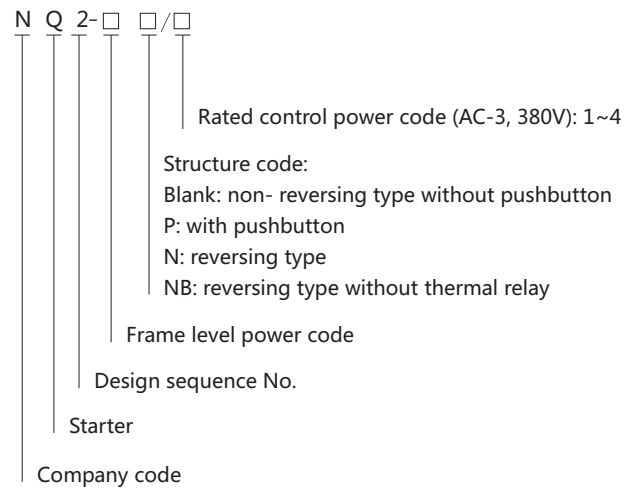 N Q 2-□ □/□
Rated control power code (AC-3, 380V): 1~4
Structure code:
Blank: non- reversing type without pushbutton
P: with pushbutton
N: reversing type
NB: reversing type without thermal relay
Frame level power code
Design sequence No.
Starter
Company code